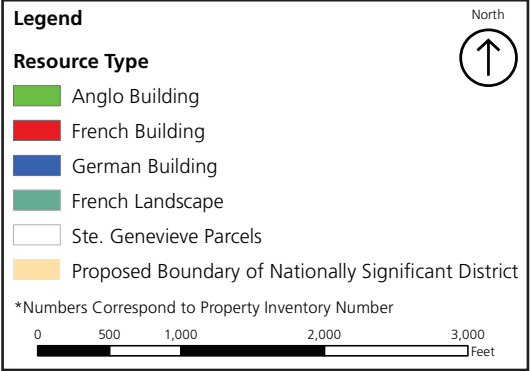 Legend
North
Resource Type
Anglo Building
French Building
German Building
French Landscape
Ste. Genevieve Parcels
Proposed Boundary of Nationally Significant District
*Numbers Correspond to Property Inventory Number
0 500 1,000 2,000 3,000
Feet